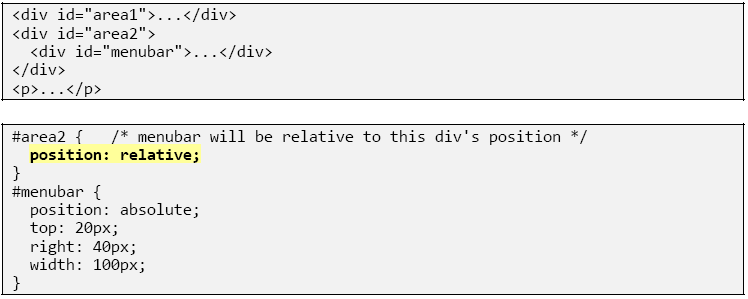 <div id="area1">...</div>
<div id="area2">
  <div id="menubar">...</div>
</div>
<p>...</p>
#area2 {   /* menubar will be relative to this div's position */
  position: relative;
}
#menubar {
  position: absolute;
  top: 20px;
  right: 40px;
  width: 100px;
}